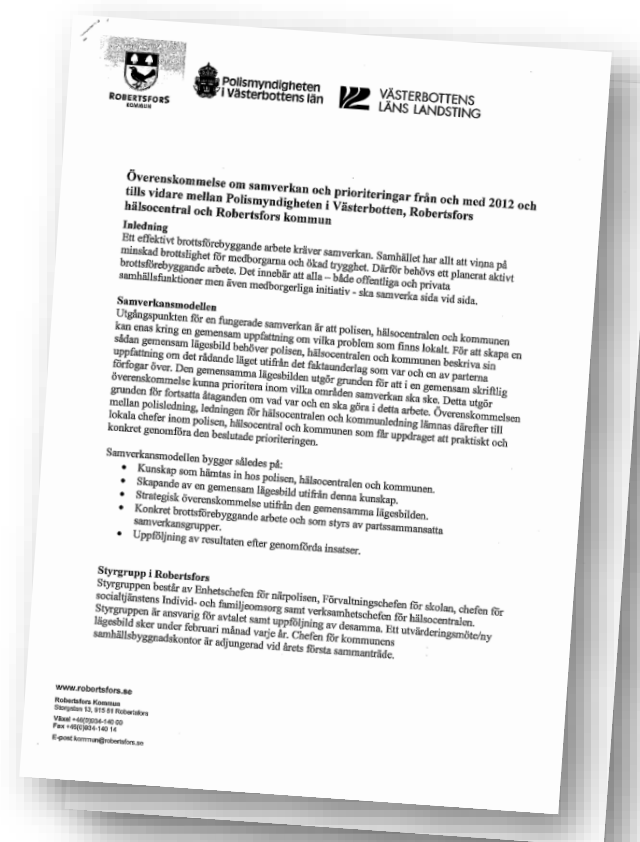 ROBERTSFORS
KOMMUN
Polismyndigheten
i Västerbottens län
VÄSTERBOTTENS
LÄNS LANDSTING
Överenskommelse om samverkan och prioriteringar från och med 2012 och
tills vidare mellan Polismyndigheten i Västerbotten, Robertsfors
hälsocentral och Robertsfors kommun
Inledning
Ett effektivt brottsförebyggande arbete kräver samverkan. Samhället har allt att vinna på
minskad brottslighet för medborgarna och ökad trygghet. Därför behövs ett planerat aktivt
brottsförebyggande arbete. Det innebär att alla – både offentliga och privata
samhällsfunktioner men även medborgerliga initiativ - ska samverka sida vid sida.
Samverkansmodellen
Utgångspunkten för en fungerade samverkan är att polisen, hälsocentralen och kommunen
kan enas kring en gemensam uppfattning om vilka problem som finns lokalt. För att skapa en
sådan gemensam lägesbild behöver polisen, hälsocentralen och kommunen beskriva sin
uppfattning om det rådande läget utifrån det faktaunderlag som var och en av parterna
förfogar över. Den gemensamma lägesbilden utgör grunden för att i en gemensam skriftlig
överenskommelse kunna prioritera inom vilka områden samverkan ska ske. Detta utgör
grunden för fortsatta åtaganden om vad var och en ska göra i detta arbete. Överenskommelsen
mellan polisledning, ledningen för hälsocentralen och kommunledning lämnas därefter till
lokala chefer inom polisen, hälsocentral och kommunen som får uppdraget att praktiskt och
konkret genomföra den beslutade prioriteringen.
Samverkansmodellen bygger således på:
• Kunskap som hämtas in hos polisen, hälsocentralen och kommunen.
• Skapande av en gemensam lägesbild utifrån denna kunskap.
• Strategisk överenskommelse utifrån den gemensamma lägesbilden.
• Konkret brottsförebyggande arbete och som styrs av partssammansatta
samverkansgrupper.
• Uppföljning av resultaten efter genomförda insatser.
Styrgrupp i Robertsfors
Styrgruppen består av Enhetschefen för närpolisen, Förvaltningschefen för skolan, chefen för
socialtjänstens Individ- och familjeomsorg samt verksamhetschefen för hälsocentralen.
Styrgruppen är ansvarig för avtalet samt uppföljning av desamma. Ett utvärderingsmöte/ny
lägesbild sker under februari månad varje år. Chefen för kommunens
samhällsbyggnadskontor är adjungerad vid årets första sammanträde.
www.robertsfors.se
Robertsfors Kommun
Storgatan 13, 915 81 Robertsfors
Växel +46(0)934-140 00
Fax +46(0)934-140 14
E-post kommun@robertsfors.se